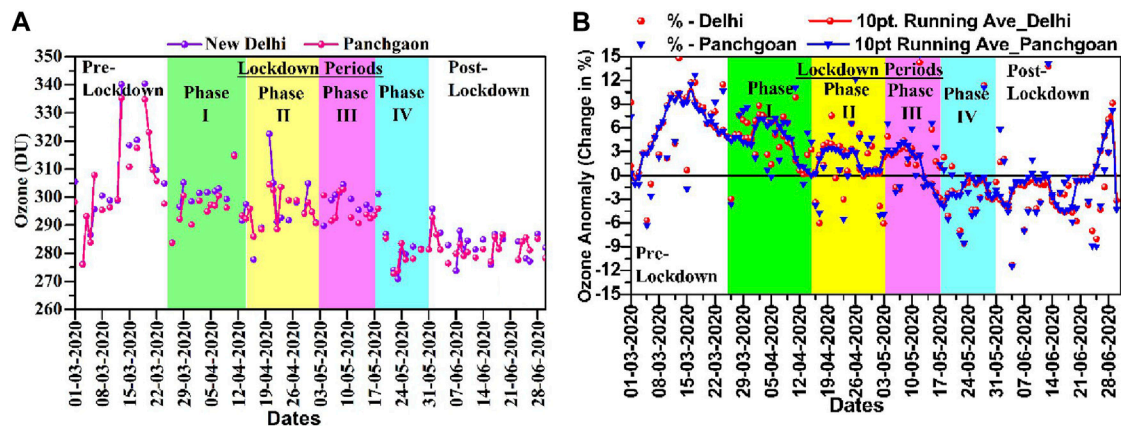 A
New Delhi Panchgaon
Pre-
Lockdown
Lockdown Periods
Phase
I
Phase
II
Phase
III
Phase
IV
Post-
Lockdown
Ozone (DU)
350
340
330
320
310
300
290
280
270
260
01-03-2020
08-03-2020
15-03-2020
22-03-2020
29-03-2020
05-04-2020
12-04-2020
19-04-2020
26-04-2020
03-05-2020
10-05-2020
17-05-2020
24-05-2020
31-05-2020
07-06-2020
14-06-2020
21-06-2020
28-06-2020
Dates
B
% - Delhi 10pt. Running Ave_Delhi
% - Panchgoan 10pt Running Ave_Panchgoan
Lockdown Periods
Phase
I
Phase
II
Phase
III
Phase
IV
Post-
Lockdown
Pre-
Lockdown
Ozone Anomaly (Change in %)
15
12
9
6
3
0
-3
-6
-9
-12
-15
01-03-2020
08-03-2020
15-03-2020
22-03-2020
29-03-2020
05-04-2020
12-04-2020
19-04-2020
26-04-2020
03-05-2020
10-05-2020
17-05-2020
24-05-2020
31-05-2020
07-06-2020
14-06-2020
21-06-2020
28-06-2020
Dates